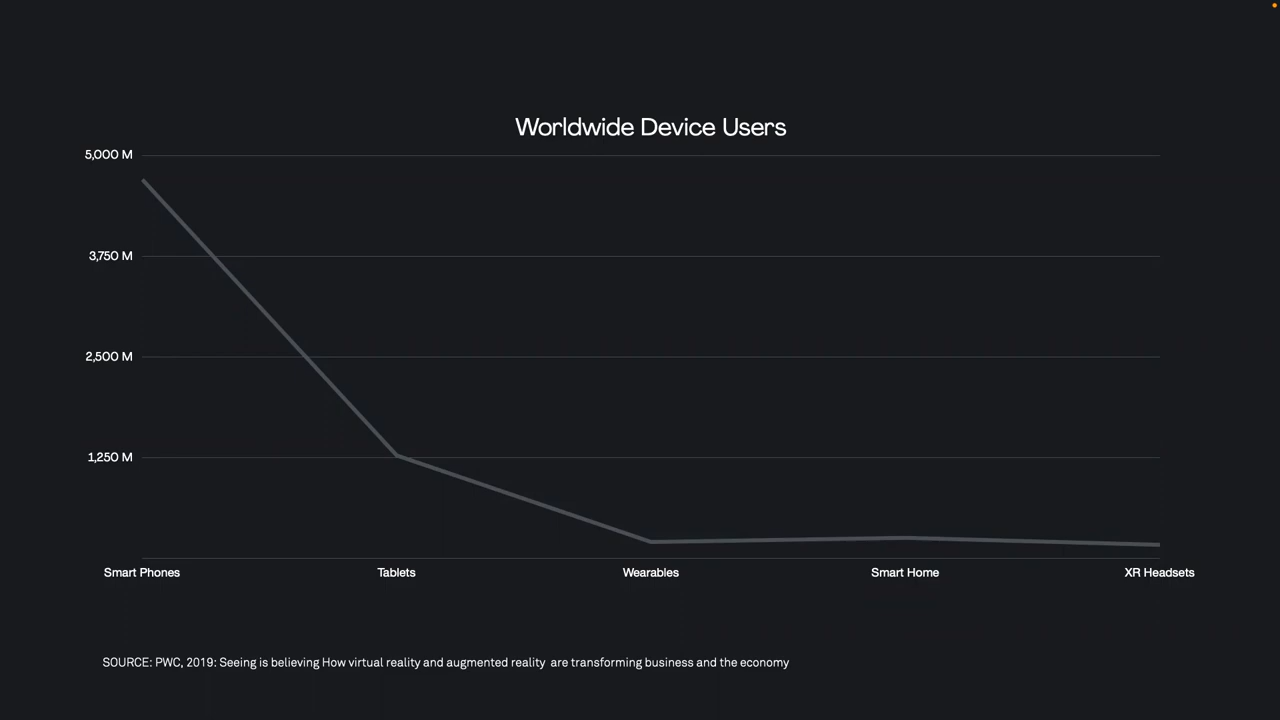 Worldwide Device Users
5,000 M
3,750 M
2,500 M
1,250 M
Smart Phones
Tablets
Wearables
Smart Home
XR Headsets
SOURCE: PWC, 2019: Seeing is believing How virtual reality and augmented reality are transforming business and the economy